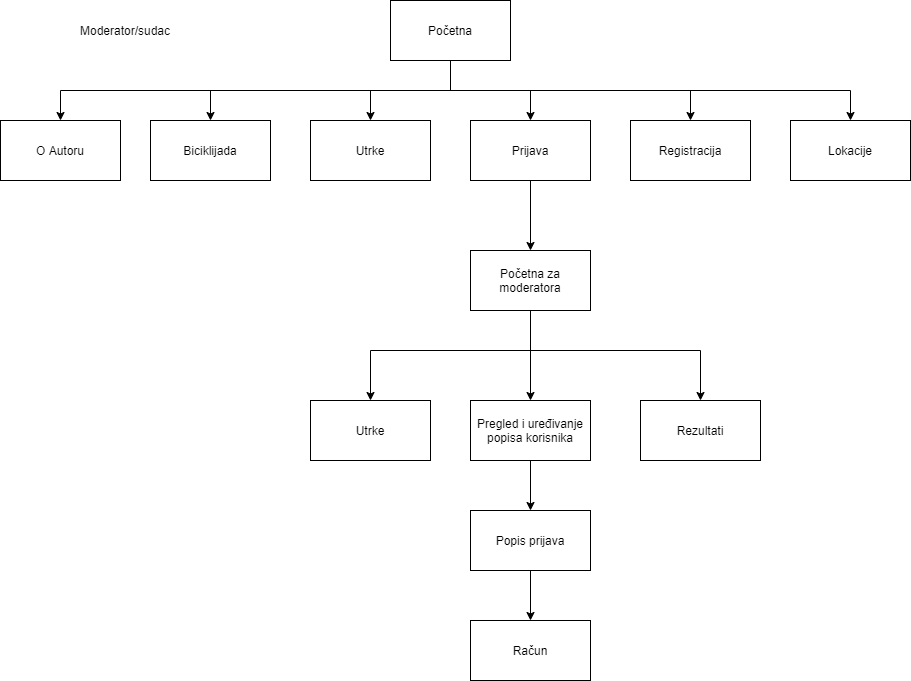 Moderator/sudac
Početna
O Autoru
Biciklijada
Utrke
Prijava
Registracija
Lokacije
Početna za
moderatora
Utrke
Pregled i uređivanje
popisa korisnika
Rezultati
Popis prijava
Račun